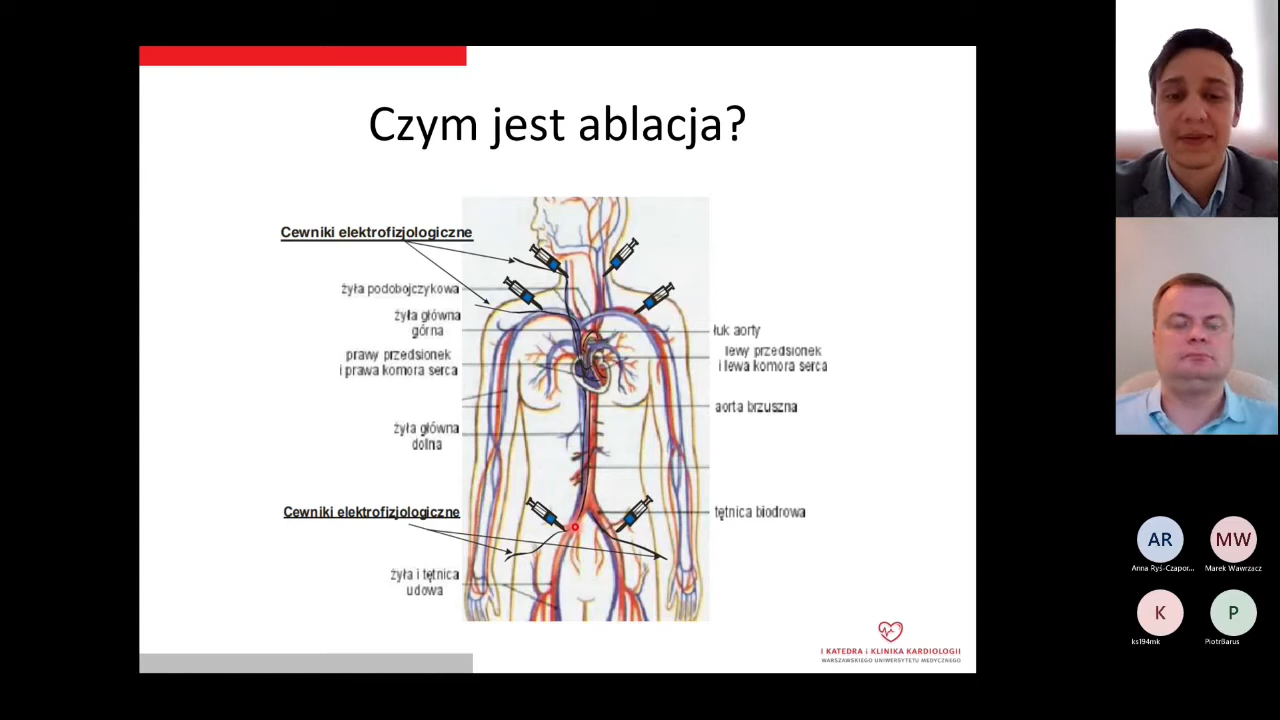 Czym jest ablacja?
Cewniki elektrofizjologiczne
żyła podobojczykowa
żyła główna
górna
prawy przedsionek
i prawa komora serca
żyła główna
dolna
Cewniki elektrofizjologiczne
żyła i tętnica
udowa
łuk aorty
lewy przedsionek
i lewa komora serca
aorta brzuszna
tętnica biodrowa
I KATEDRA i KLINIKA KARDIOLOGII
WARSZAWSKIEGO UNIWERSYTETU MEDYCZNEGO
AR
Anna Ryś-Czapor...
MW
Marek Wawrzacz
K
ks194mk
P
PiotrBarus